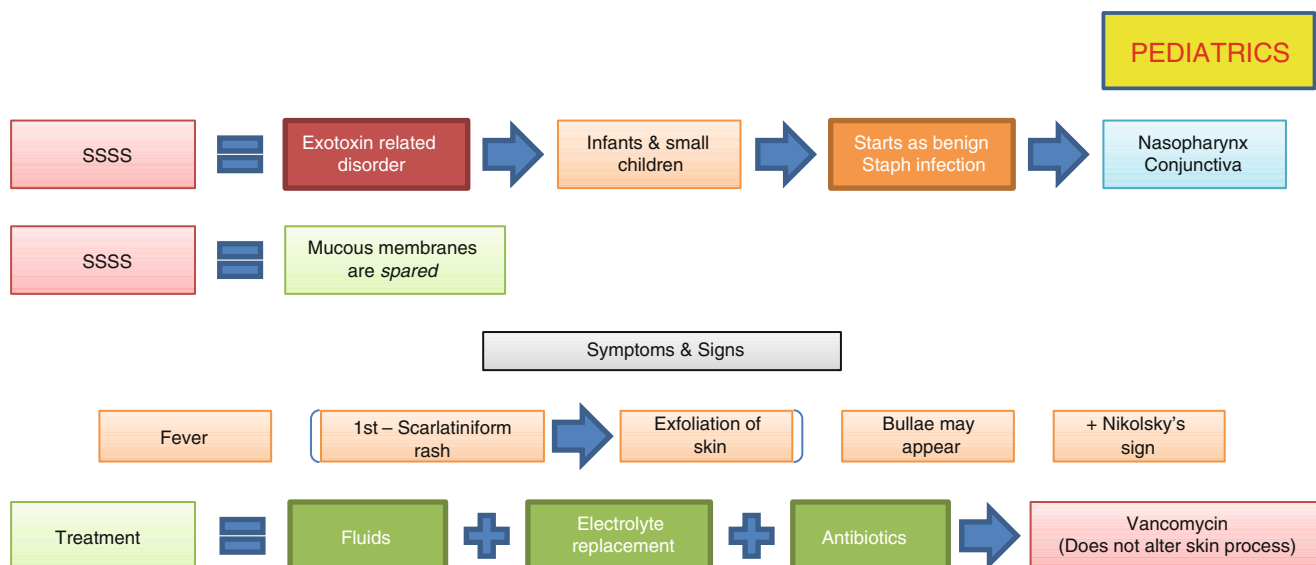 PEDIATRICS
SSSS
Exotoxin related
disorder
Infants & small
children
Starts as benign
Staph infection
Nasopharynx
Conjunctiva
SSSS
Mucous membranes
are spared
Symptoms & Signs
Fever
1st – Scarlatiniform
rash
Exfoliation of
skin
Bullae may
appear
+ Nikolsky's
sign
Treatment
Fluids
Electrolyte
replacement
Antibiotics
Vancomycin
(Does not alter skin process)